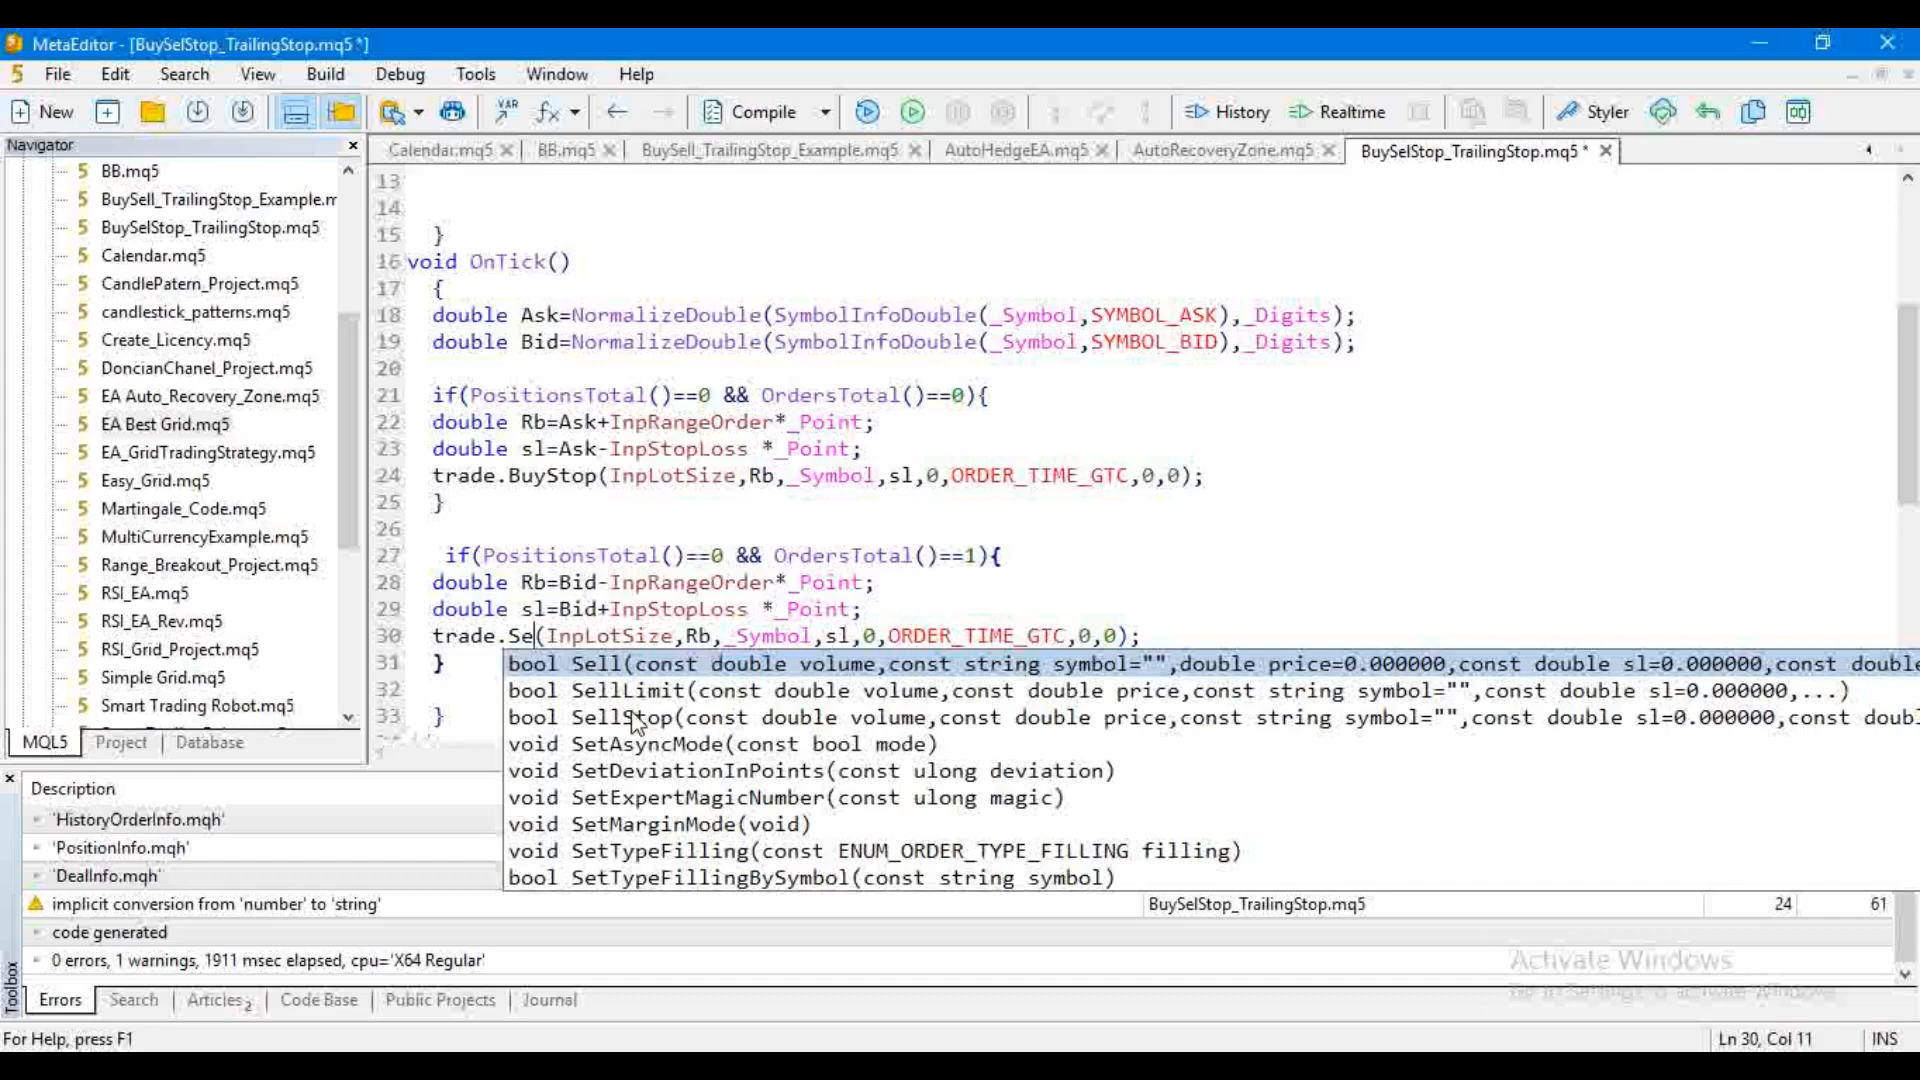 MetaEditor - [BuySelStop_TrailingStop.mq5 *]
File Edit Search View Build Debug Tools Window Help
New VAR Compile History Realtime Styler
Navigator
Calendar.mq5 BB.mq5 BuySell_TrailingStop_Example.mq5 AutoHedgeEA.mq5 AutoRecoveryZone.mq5 BuySelStop_TrailingStop.mq5 *
BB.mq5
BuySell_TrailingStop_Example.m
BuySelStop_TrailingStop.mq5
Calendar.mq5
CandlePatern_Project.mq5
candlestick_patterns.mq5
Create_Licency.mq5
DoncianChanel_Project.mq5
EA Auto_Recovery_Zone.mq5
EA Best Grid.mq5
EA_GridTradingStrategy.mq5
Easy_Grid.mq5
Martingale_Code.mq5
MultiCurrencyExample.mq5
Range_Breakout_Project.mq5
RSI_EA.mq5
RSI_EA_Rev.mq5
RSI_Grid_Project.mq5
Simple Grid.mq5
Smart Trading Robot.mq5
MQL5 Project Database
13
14
15 }
16 void OnTick()
17 {
18 double Ask=NormalizeDouble(SymbolInfoDouble(_Symbol,SYMBOL_ASK),_Digits);
19 double Bid=NormalizeDouble(SymbolInfoDouble(_Symbol,SYMBOL_BID),_Digits);
20
21 if(PositionsTotal()==0 && OrdersTotal()==0){
22 double Rb=Ask+InpRangeOrder*_Point;
23 double sl=Ask-InpStopLoss *_Point;
24 trade.BuyStop(InpLotSize,Rb,_Symbol,sl,0,ORDER_TIME_GTC,0,0);
25 }
26
27 if(PositionsTotal()==0 && OrdersTotal()==1){
28 double Rb=Bid-InpRangeOrder*_Point;
29 double sl=Bid+InpStopLoss *_Point;
30 trade.Se(InpLotSize,Rb,_Symbol,sl,0,ORDER_TIME_GTC,0,0);
31 }
32
33 }
bool Sell(const double volume,const string symbol="",double price=0.000000,const double sl=0.000000,const double
bool SellLimit(const double volume,const double price,const string symbol="",const double sl=0.000000,...)
bool SellStop(const double volume,const double price,const string symbol="",const double sl=0.000000,const doubl
void SetAsyncMode(const bool mode)
void SetDeviationInPoints(const ulong deviation)
void SetExpertMagicNumber(const ulong magic)
void SetMarginMode(void)
void SetTypeFilling(const ENUM_ORDER_TYPE_FILLING filling)
bool SetTypeFillingBySymbol(const string symbol)
Description
'HistoryOrderInfo.mqh'
'PositionInfo.mqh'
'DealInfo.mqh'
implicit conversion from 'number' to 'string' BuySelStop_TrailingStop.mq5 24 61
code generated
0 errors, 1 warnings, 1911 msec elapsed, cpu='X64 Regular'
Activate Windows
Toolbox
Errors Search Articles 2 Code Base Public Projects Journal
For Help, press F1 Ln 30, Col 11 INS